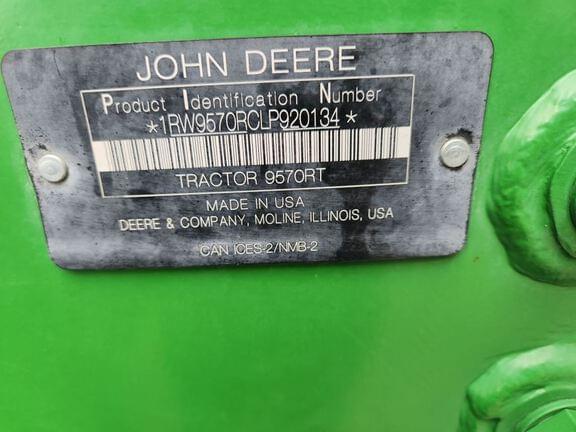 JOHN DEERE
Product Identification Number
*1RW9570RCLP920134*
TRACTOR 9570RT
MADE IN USA
DEERE & COMPANY, MOLINE, ILLINOIS, USA
CAN ICES-2/NMB-2